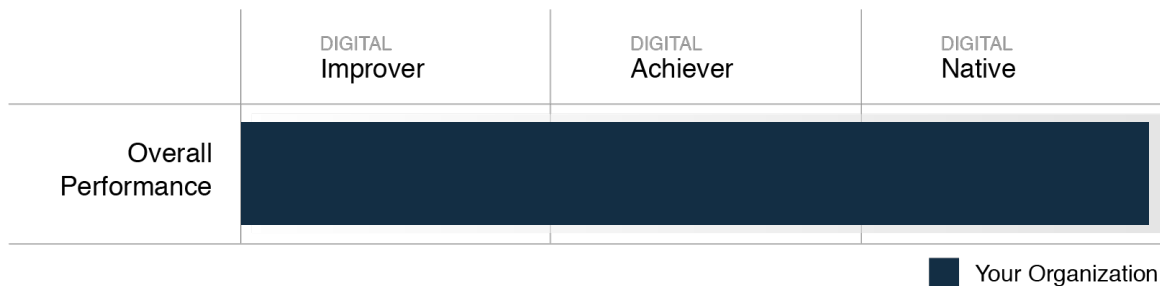 DIGITAL
Improver
DIGITAL
Achiever
DIGITAL
Native
Overall
Performance
Your Organization